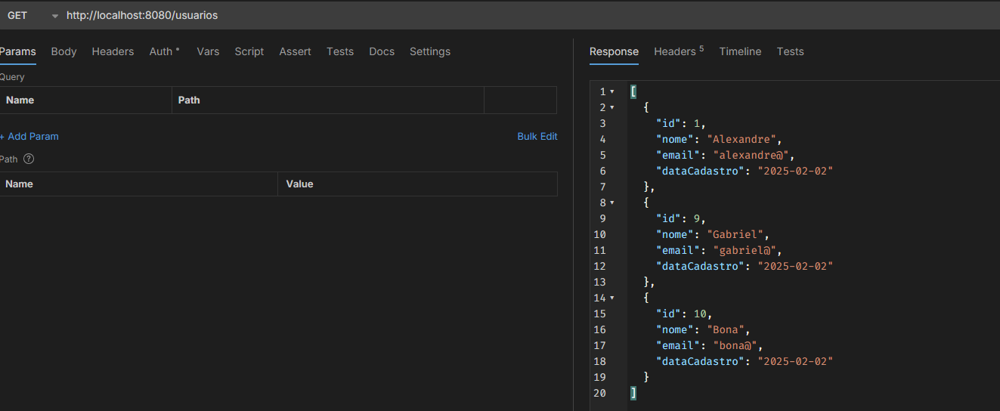 GET http://localhost:8080/usuarios
Params Body Headers Auth Vars Script Assert Tests Docs Settings
Query
Name Path
+ Add Param Bulk Edit
Path ?
Name Value
Response Headers 5 Timeline Tests
1 [
2 {
3 "id": 1,
4 "nome": "Alexandre",
5 "email": "alexandre@",
6 "dataCadastro": "2025-02-02"
7 },
8 {
9 "id": 9,
10 "nome": "Gabriel",
11 "email": "gabriel@",
12 "dataCadastro": "2025-02-02"
13 },
14 {
15 "id": 10,
16 "nome": "Bona",
17 "email": "bona@",
18 "dataCadastro": "2025-02-02"
19 }
20 ]